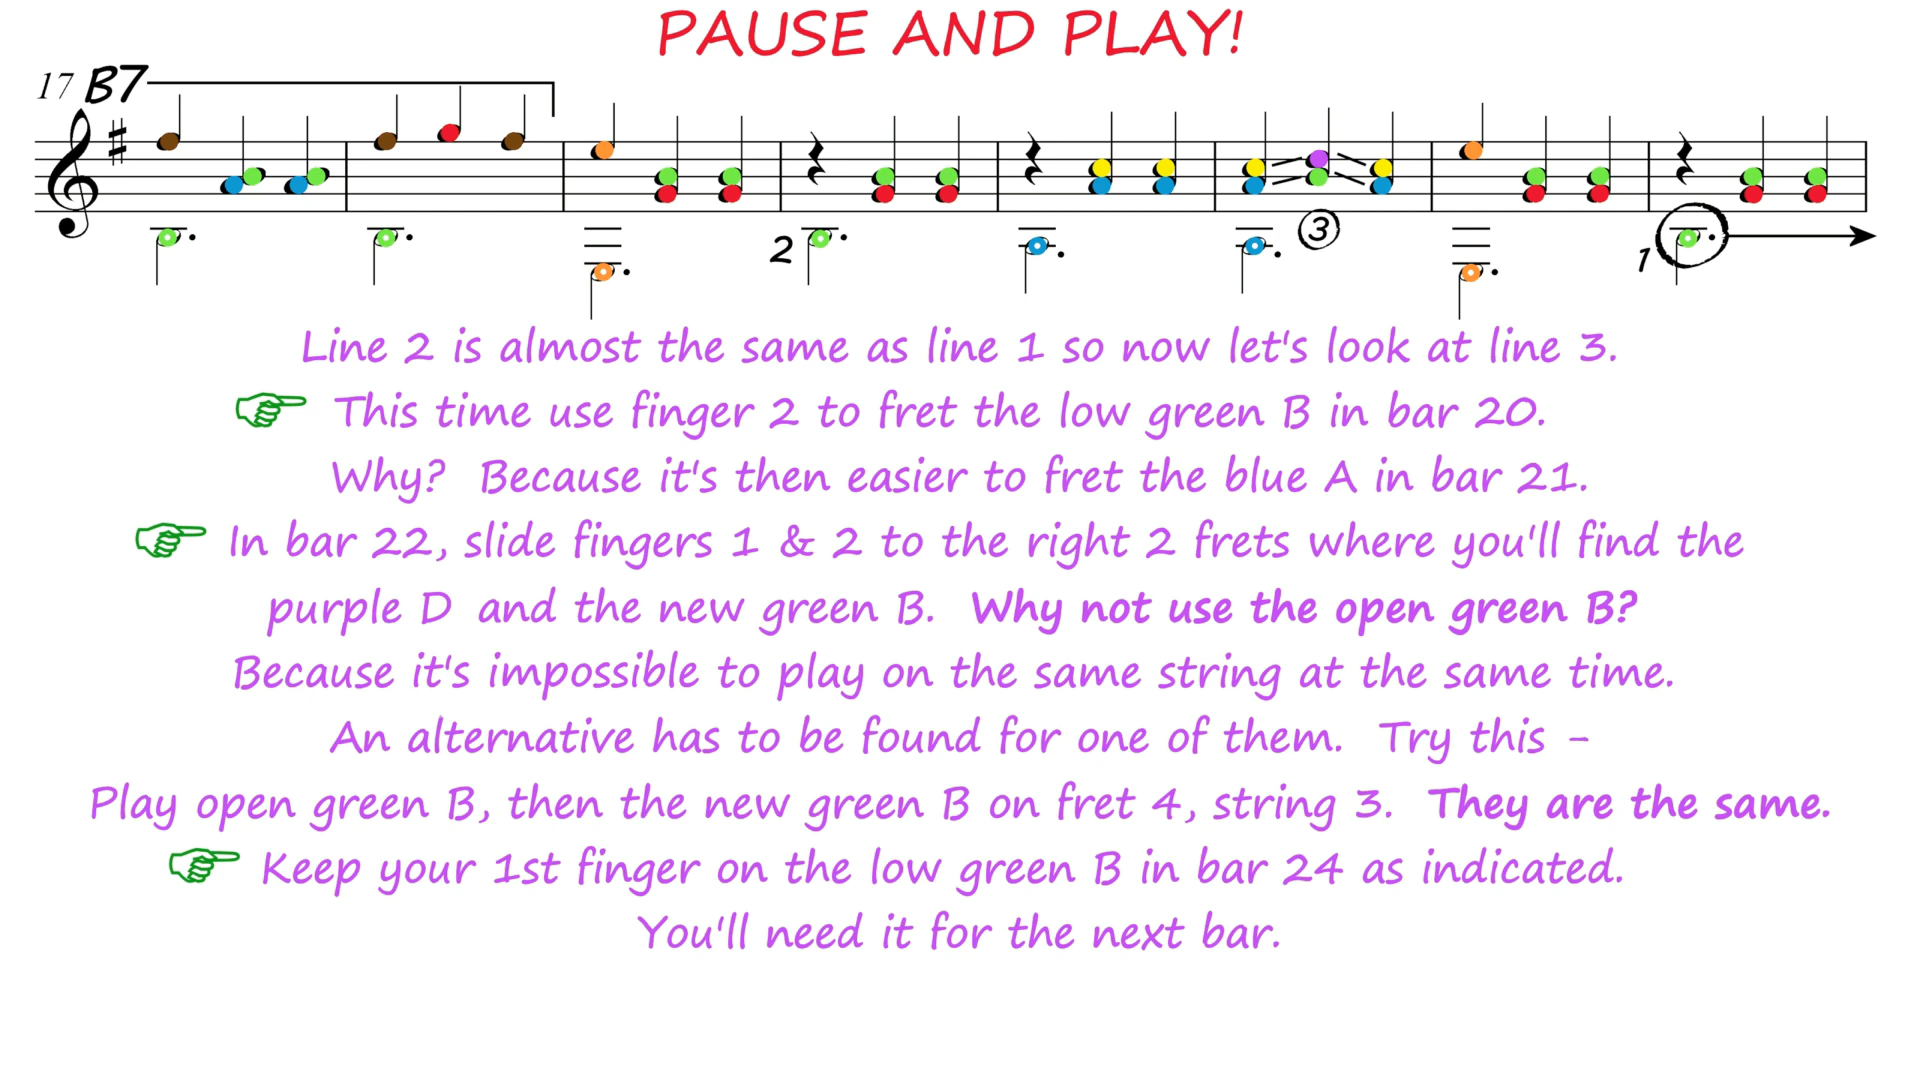 PAUSE AND PLAY!
17 B7
2 3 1
Line 2 is almost the same as line 1 so now let's look at line 3.
This time use finger 2 to fret the low green B in bar 20.
Why? Because it's then easier to fret the blue A in bar 21.
In bar 22, slide fingers 1 & 2 to the right 2 frets where you'll find the
purple D and the new green B. Why not use the open green B?
Because it's impossible to play on the same string at the same time.
An alternative has to be found for one of them. Try this -
Play open green B, then the new green B on fret 4, string 3. They are the same.
Keep your 1st finger on the low green B in bar 24 as indicated.
You'll need it for the next bar.